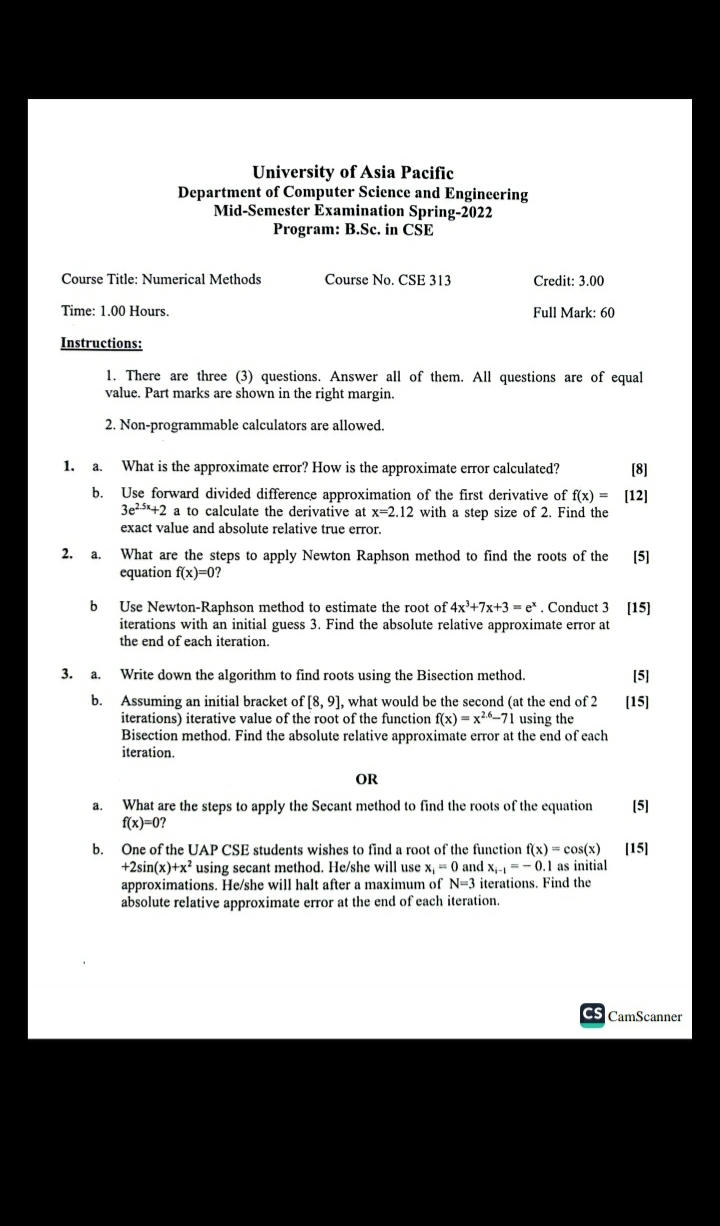 University of Asia Pacific
Department of Computer Science and Engineering
Mid-Semester Examination Spring-2022
Program: B.Sc. in CSE
Course Title: Numerical Methods Course No. CSE 313 Credit: 3.00
Time: 1.00 Hours. Full Mark: 60
Instructions:
1. There are three (3) questions. Answer all of them. All questions are of equal
value. Part marks are shown in the right margin.
2. Non-programmable calculators are allowed.
1. a. What is the approximate error? How is the approximate error calculated? [8]
b. Use forward divided difference approximation of the first derivative of f(x) = [12]
3e²·⁵ˣ+2 a to calculate the derivative at x=2.12 with a step size of 2. Find the
exact value and absolute relative true error.
2. a. What are the steps to apply Newton Raphson method to find the roots of the [5]
equation f(x)=0?
b Use Newton-Raphson method to estimate the root of 4x³+7x+3 = eˣ . Conduct 3 [15]
iterations with an initial guess 3. Find the absolute relative approximate error at
the end of each iteration.
3. a. Write down the algorithm to find roots using the Bisection method. [5]
b. Assuming an initial bracket of [8, 9], what would be the second (at the end of 2 [15]
iterations) iterative value of the root of the function f(x) = x²·⁶–71 using the
Bisection method. Find the absolute relative approximate error at the end of each
iteration.
OR
a. What are the steps to apply the Secant method to find the roots of the equation [5]
f(x)=0?
b. One of the UAP CSE students wishes to find a root of the function f(x) = cos(x) [15]
+2sin(x)+x² using secant method. He/she will use xᵢ = 0 and xᵢ₋₁ = – 0.1 as initial
approximations. He/she will halt after a maximum of N=3 iterations. Find the
absolute relative approximate error at the end of each iteration.
CS CamScanner